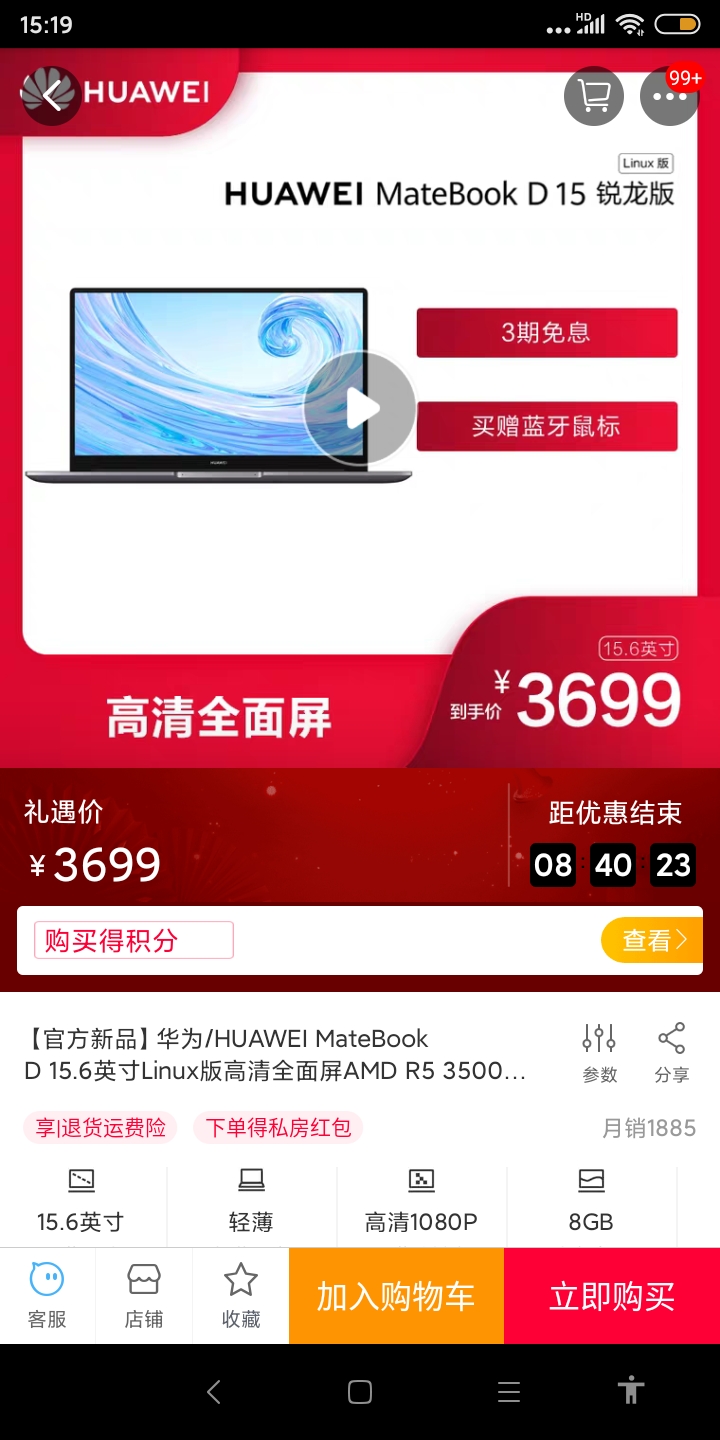 15:19
HD
HUAWEI
99+
Linux 版
HUAWEI MateBook D 15 锐龙版
3期免息
买赠蓝牙鼠标
15.6英寸
高清全面屏
到手价 ¥3699
礼遇价
距优惠结束
¥3699
08:40:23
购买得积分
查看
【官方新品】华为/HUAWEI MateBook
D 15.6英寸Linux版高清全面屏AMD R5 3500...
参数
分享
享|退货运费险
下单得私房红包
月销1885
15.6英寸
轻薄
高清1080P
8GB
客服
店铺
收藏
加入购物车
立即购买